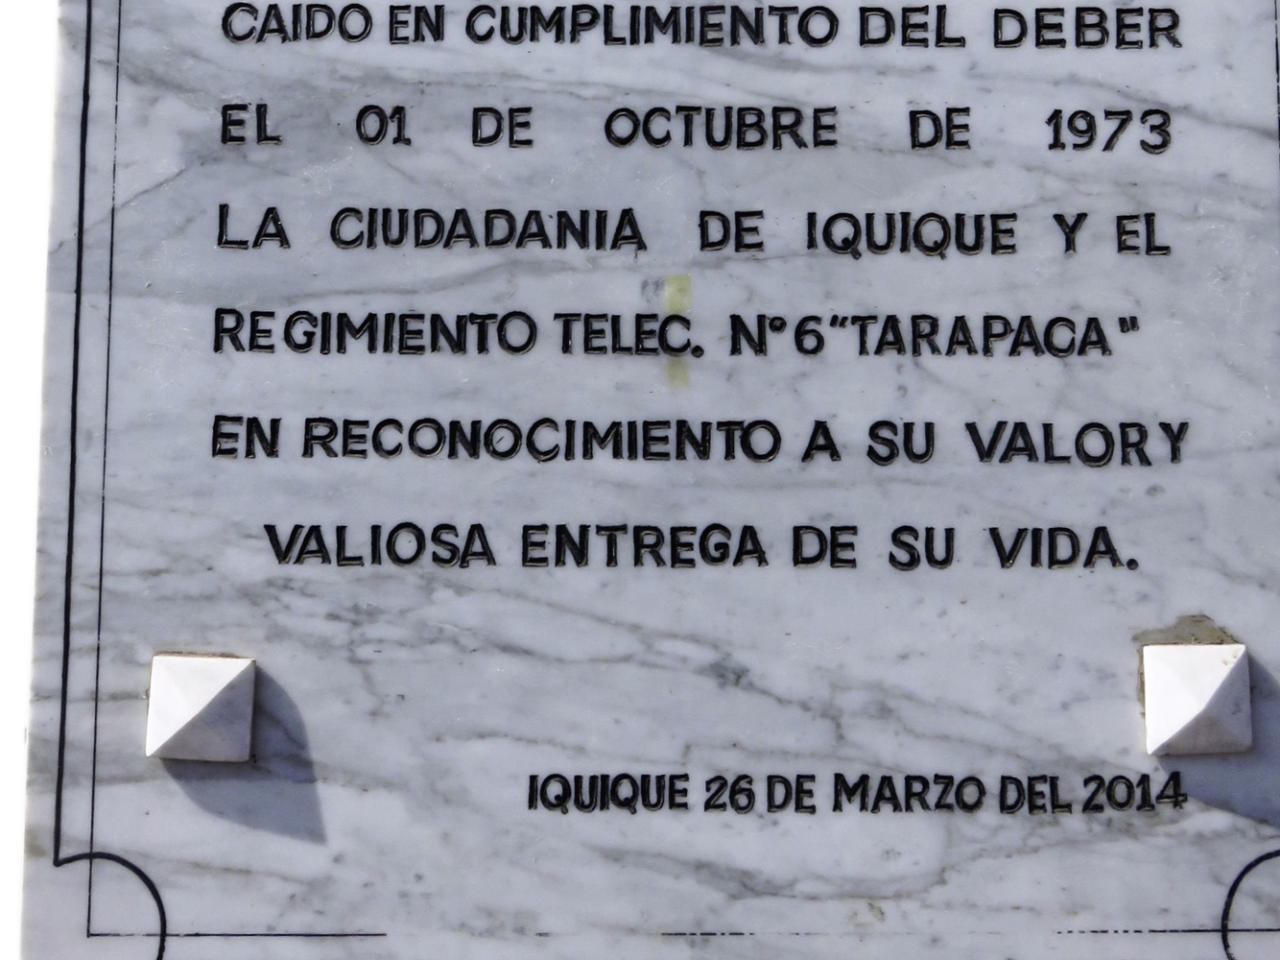 CAIDO EN CUMPLIMIENTO DEL DEBER
EL 01 DE OCTUBRE DE 1973
LA CIUDADANIA DE IQUIQUE Y EL
REGIMIENTO TELEC. N°6 "TARAPACA"
EN RECONOCIMIENTO A SU VALOR Y
VALIOSA ENTREGA DE SU VIDA.
IQUIQUE 26 DE MARZO DEL 2014